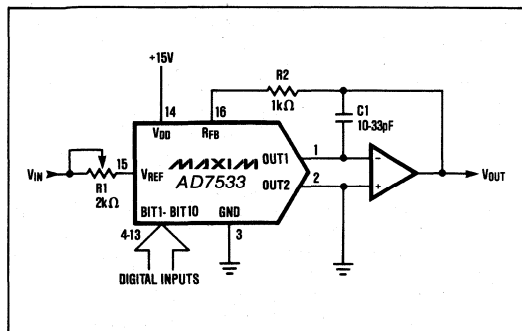 +15V
R2
1kΩ
14
16
C1
10-33pF
VDD
RFB
1
VIN
15
VREF
MAXIM
AD7533
OUT1
−
VOUT
R1
2kΩ
OUT2
2
+
BIT1- BIT10
GND
4-13
3
DIGITAL INPUTS